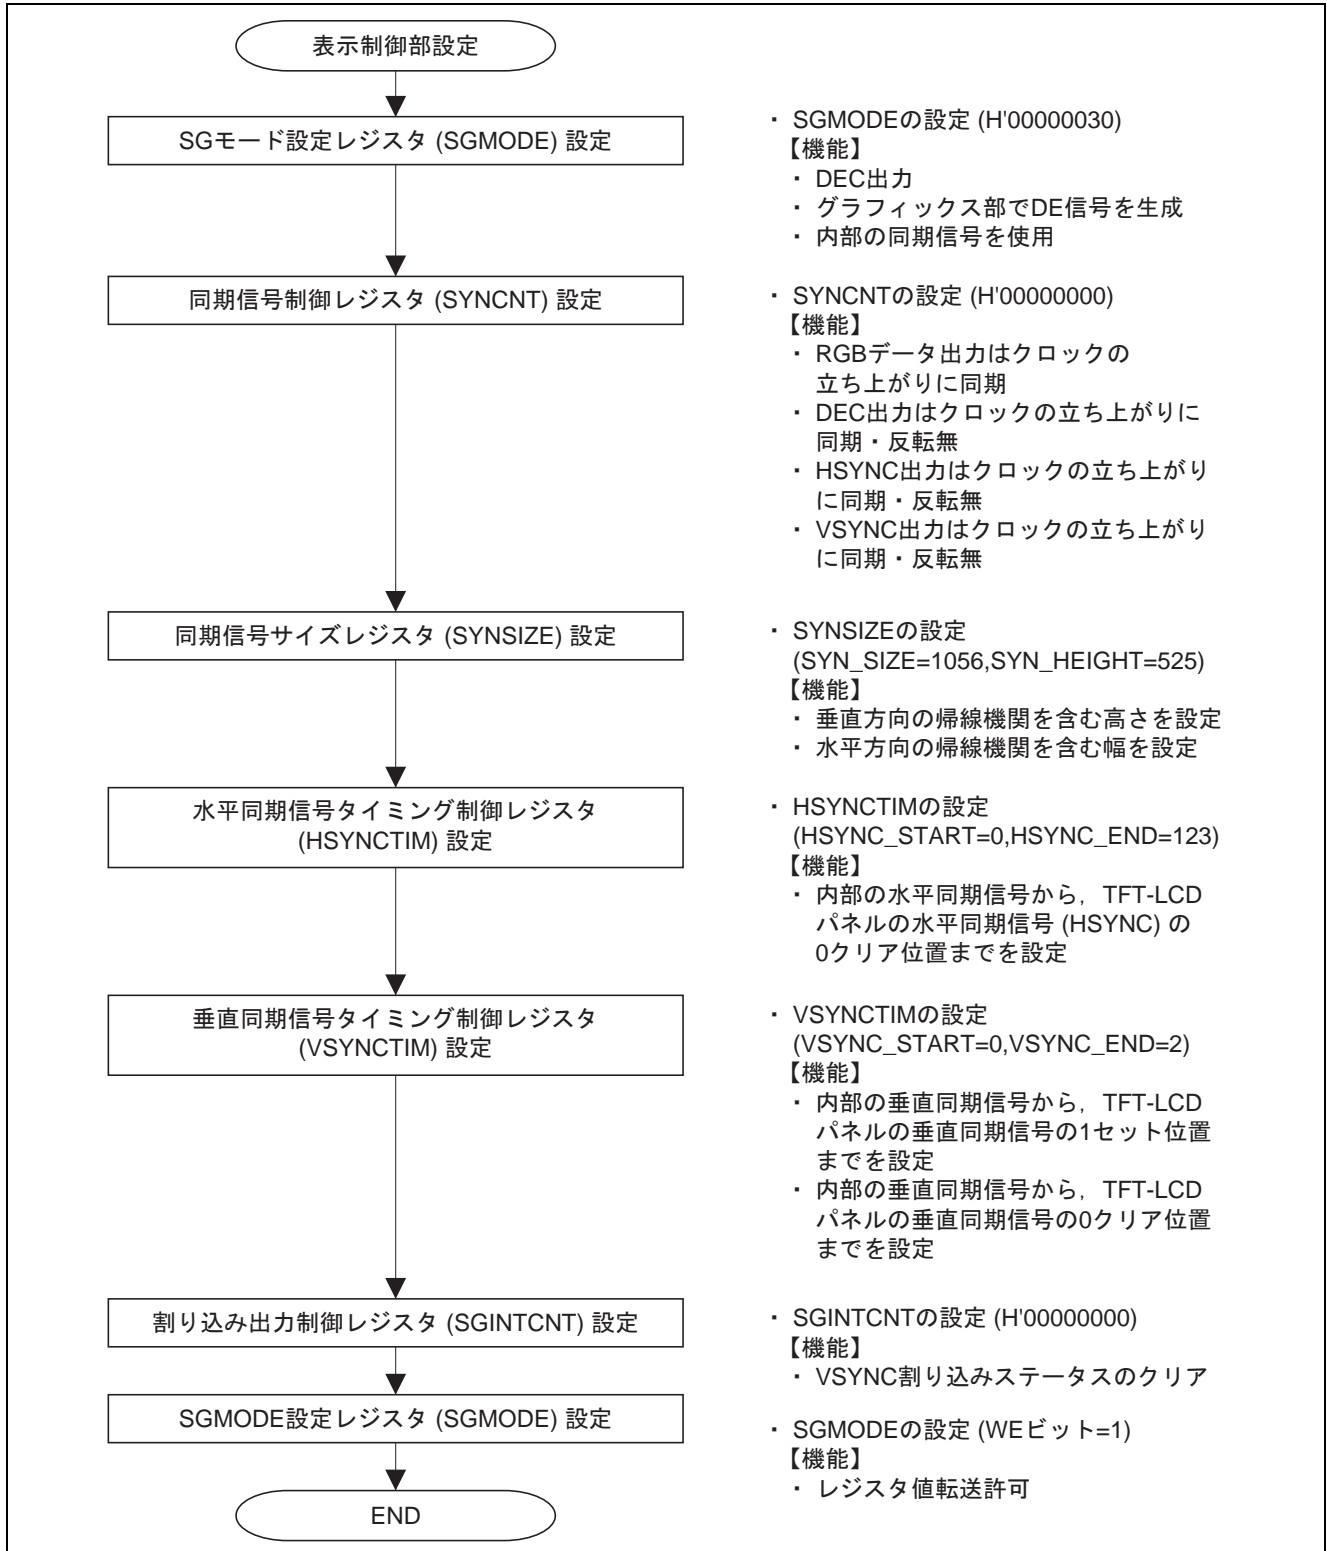 表示制御部設定
SGモード設定レジスタ (SGMODE) 設定
・ SGMODEの設定 (H'00000030)
【機能】
・ DEC出力
・ グラフィックス部でDE信号を生成
・ 内部の同期信号を使用
同期信号制御レジスタ (SYNCNT) 設定
・ SYNCNTの設定 (H'00000000)
【機能】
・ RGBデータ出力はクロックの
立ち上がりに同期
・ DEC出力はクロックの立ち上がりに
同期・反転無
・ HSYNC出力はクロックの立ち上がり
に同期・反転無
・ VSYNC出力はクロックの立ち上がり
に同期・反転無
同期信号サイズレジスタ (SYNSIZE) 設定
・ SYNSIZEの設定
(SYN_SIZE=1056,SYN_HEIGHT=525)
【機能】
・ 垂直方向の帰線機関を含む高さを設定
・ 水平方向の帰線機関を含む幅を設定
水平同期信号タイミング制御レジスタ
(HSYNCTIM) 設定
・ HSYNCTIMの設定
(HSYNC_START=0,HSYNC_END=123)
【機能】
・ 内部の水平同期信号から，TFT-LCD
パネルの水平同期信号 (HSYNC) の
0クリア位置までを設定
垂直同期信号タイミング制御レジスタ
(VSYNCTIM) 設定
・ VSYNCTIMの設定
(VSYNC_START=0,VSYNC_END=2)
【機能】
・ 内部の垂直同期信号から，TFT-LCD
パネルの垂直同期信号の1セット位置
までを設定
・ 内部の垂直同期信号から，TFT-LCD
パネルの垂直同期信号の0クリア位置
までを設定
割り込み出力制御レジスタ (SGINTCNT) 設定
・ SGINTCNTの設定 (H'00000000)
【機能】
・ VSYNC割り込みステータスのクリア
SGMODE設定レジスタ (SGMODE) 設定
・ SGMODEの設定 (WEビット=1)
【機能】
・ レジスタ値転送許可
END